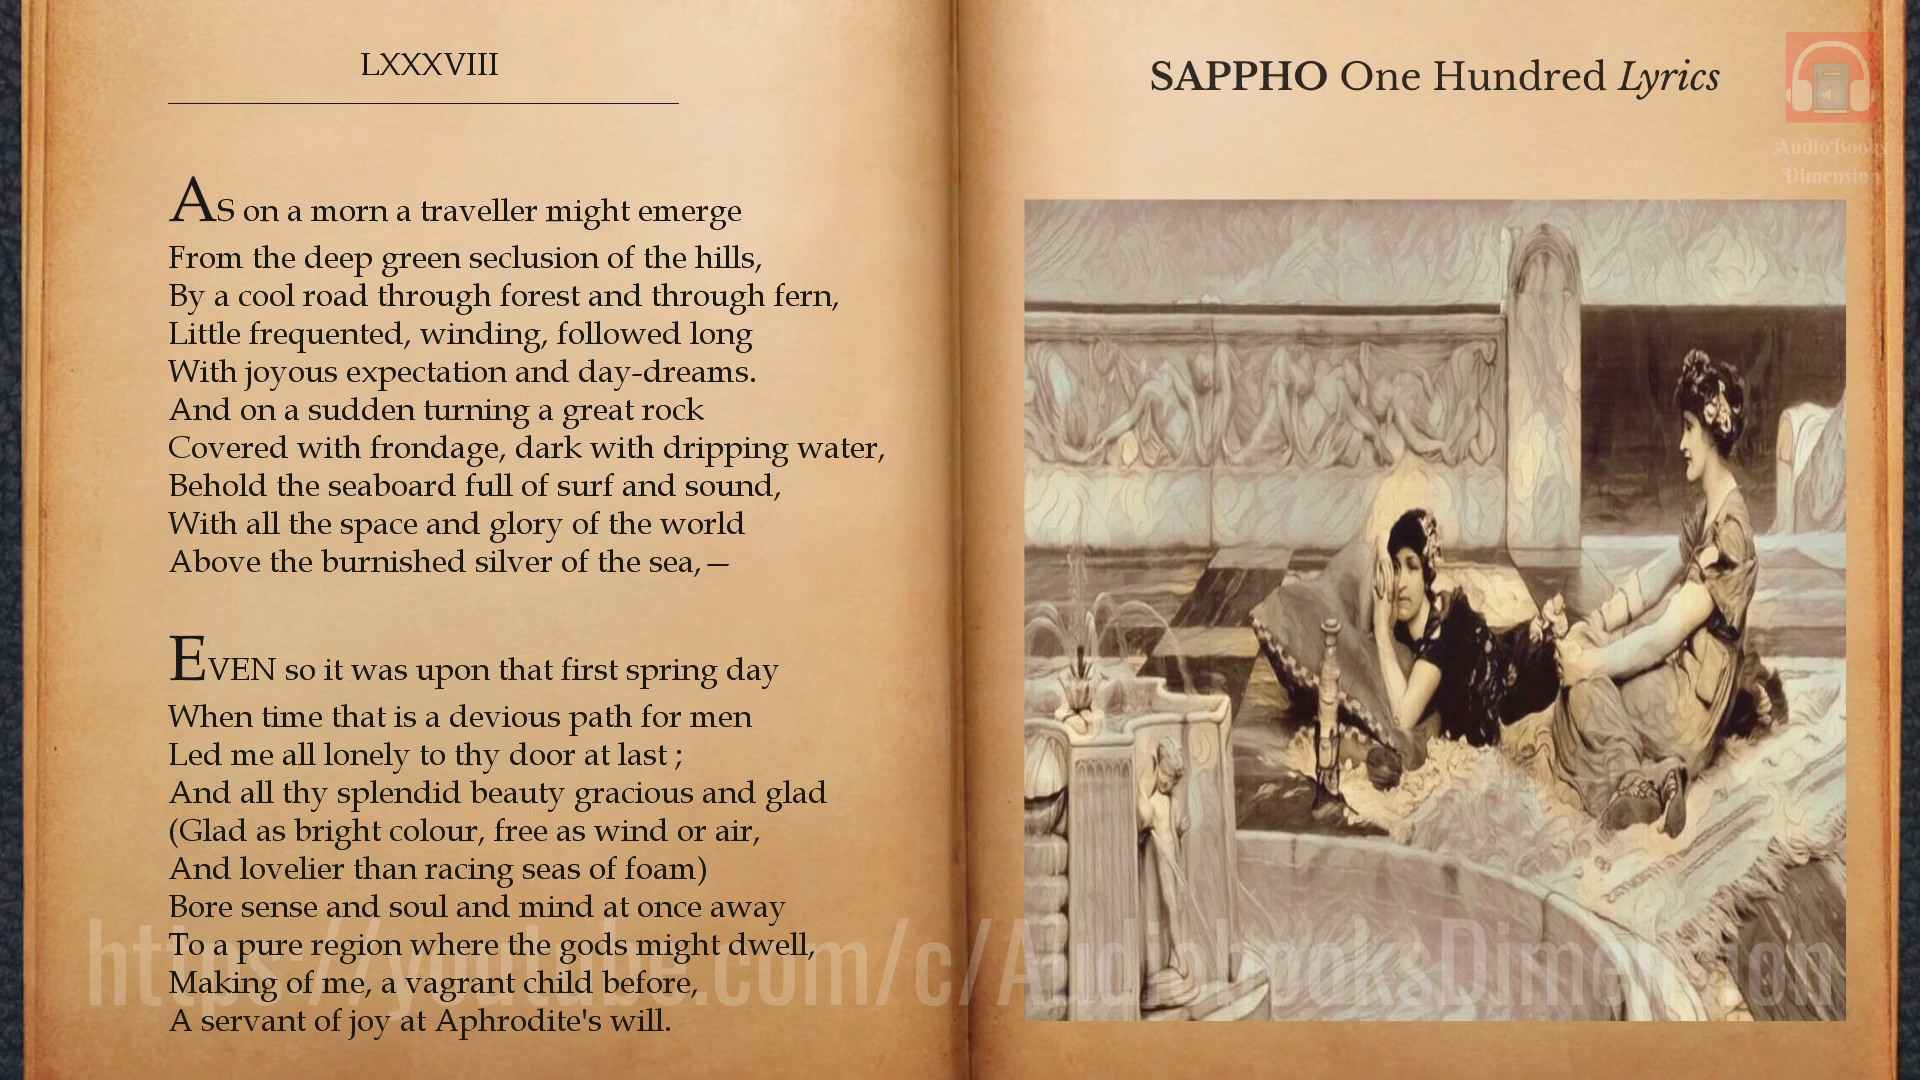 LXXXVIII
AS on a morn a traveller might emerge
From the deep green seclusion of the hills,
By a cool road through forest and through fern,
Little frequented, winding, followed long
With joyous expectation and day-dreams.
And on a sudden turning a great rock
Covered with frondage, dark with dripping water,
Behold the seaboard full of surf and sound,
With all the space and glory of the world
Above the burnished silver of the sea,—
EVEN so it was upon that first spring day
When time that is a devious path for men
Led me all lonely to thy door at last ;
And all thy splendid beauty gracious and glad
(Glad as bright colour, free as wind or air,
And lovelier than racing seas of foam)
Bore sense and soul and mind at once away
To a pure region where the gods might dwell,
Making of me, a vagrant child before,
A servant of joy at Aphrodite's will.
SAPPHO One Hundred Lyrics
AudioBooks
Dimension
https://youtube.com/c/AudiobooksDimension